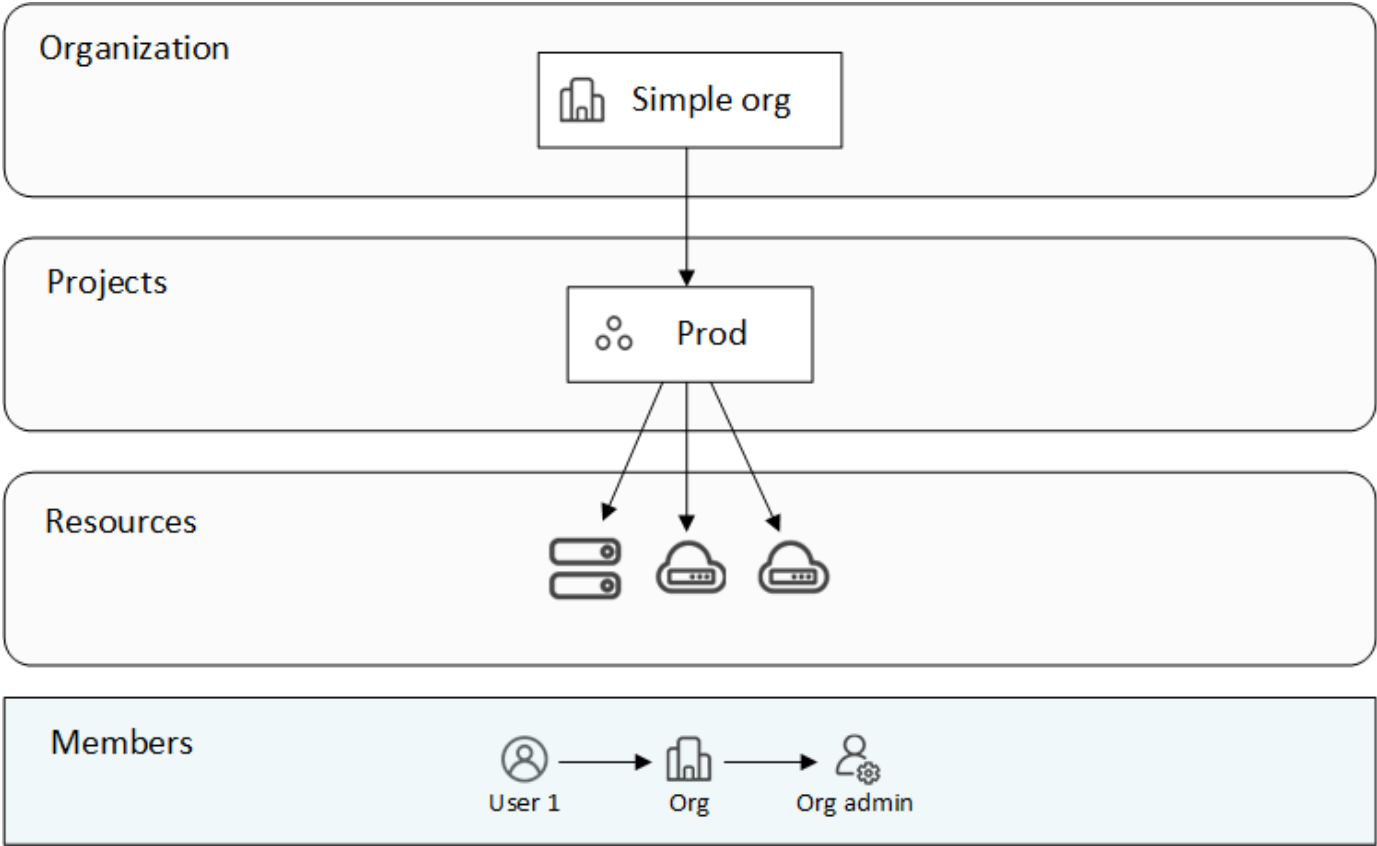 Organization
Simple org
Projects
Prod
Resources
Members
User 1
Org
Org admin